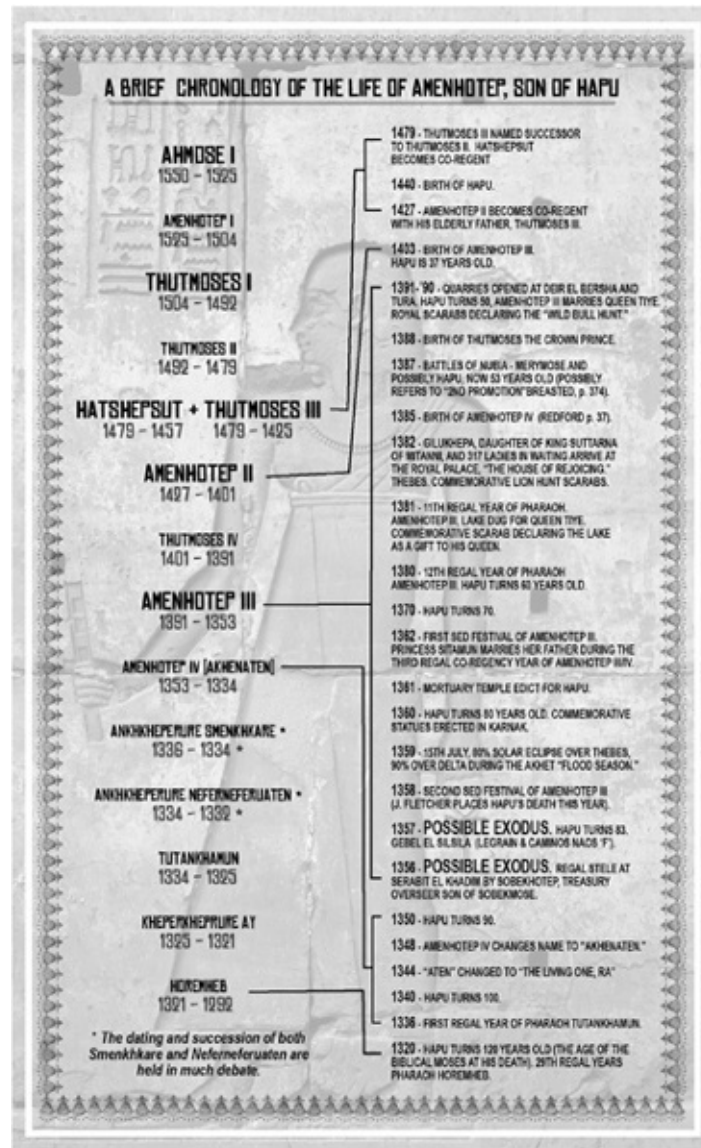 A BRIEF CHRONOLOGY OF THE LIFE OF AMENHOTEP, SON OF HAPU
AHMOSE I
1550 – 1525
AMENHOTEP I
1525 – 1504
THUTMOSES I
1504 – 1492
THUTMOSES II
1492 – 1479
HATSHEPSUT + THUTMOSES III
1479 – 1457 1479 – 1425
AMENHOTEP II
1427 – 1401
THUTMOSES IV
1401 – 1391
AMENHOTEP III
1391 – 1353
AMENHOTEP IV [AKHENATEN]
1353 – 1334
ANKHKHEPERURE SMENKHKARE *
1336 – 1334 *
ANKHKHEPERURE NEFERNEFERUATEN *
1334 – 1332 *
TUTANKHAMUN
1334 – 1325
KHEPERKHEPRURE AY
1325 – 1321
HOREMHEB
1321 – 1292
* The dating and succession of both
Smenkhkare and Neferneferuaten are
held in much debate.
1479 - THUTMOSES III NAMED SUCCESSOR
TO THUTMOSES II. HATSHEPSUT
BECOMES CO-REGENT
1440 - BIRTH OF HAPU.
1427 - AMENHOTEP II BECOMES CO-REGENT
WITH HIS ELDERLY FATHER, THUTMOSES III.
1403 - BIRTH OF AMENHOTEP III.
HAPU IS 37 YEARS OLD.
1391-'90 - QUARRIES OPENED AT DEIR EL BERSHA AND
TURA. HAPU TURNS 50, AMENHOTEP III MARRIES QUEEN TIYE.
ROYAL SCARABS DECLARING THE "WILD BULL HUNT."
1388 - BIRTH OF THUTMOSES THE CROWN PRINCE.
1387 - BATTLES OF NUBIA - MERYMOSE AND
POSSIBLY HAPU, NOW 53 YEARS OLD (POSSIBLY
REFERS TO "2ND PROMOTION" BREASTED, p. 374).
1385 - BIRTH OF AMENHOTEP IV (REDFORD p. 37).
1382 - GILUKHEPA, DAUGHTER OF KING SUTTARNA
OF MITANNI, AND 317 LADIES IN WAITING ARRIVE AT
THE ROYAL PALACE, "THE HOUSE OF REJOICING."
THEBES. COMMEMORATIVE LION HUNT SCARABS.
1381 - 11TH REGAL YEAR OF PHARAOH
AMENHOTEP III. LAKE DUG FOR QUEEN TIYE.
COMMEMORATIVE SCARAB DECLARING THE LAKE
AS A GIFT TO HIS QUEEN.
1380 - 12TH REGAL YEAR OF PHARAOH
AMENHOTEP III. HAPU TURNS 60 YEARS OLD.
1370 - HAPU TURNS 70.
1362 - FIRST SED FESTIVAL OF AMENHOTEP III.
PRINCESS SITAMUN MARRIES HER FATHER DURING THE
THIRD REGAL CO-REGENCY YEAR OF AMENHOTEP III/IV.
1361 - MORTUARY TEMPLE EDICT FOR HAPU.
1360 - HAPU TURNS 80 YEARS OLD. COMMEMORATIVE
STATUES ERECTED IN KARNAK.
1359 - 15TH JULY, 80% SOLAR ECLIPSE OVER THEBES,
90% OVER DELTA DURING THE AKHET "FLOOD SEASON."
1358 - SECOND SED FESTIVAL OF AMENHOTEP III
(J. FLETCHER PLACES HAPU'S DEATH THIS YEAR).
1357 - POSSIBLE EXODUS. HAPU TURNS 83.
GEBEL EL SILSILA (LEGRAIN & CAMINOS NAOS 'F').
1356 - POSSIBLE EXODUS. REGAL STELE AT
SERABIT EL KHADIM BY SOBEKHOTEP, TREASURY
OVERSEER SON OF SOBEKMOSE.
1350 - HAPU TURNS 90.
1348 - AMENHOTEP IV CHANGES NAME TO "AKHENATEN."
1344 - "ATEN" CHANGED TO "THE LIVING ONE, RA"
1340 - HAPU TURNS 100.
1336 - FIRST REGAL YEAR OF PHARAOH TUTANKHAMUN.
1320 - HAPU TURNS 120 YEARS OLD (THE AGE OF THE
BIBLICAL MOSES AT HIS DEATH). 29TH REGAL YEARS
PHARAOH HOREMHEB.